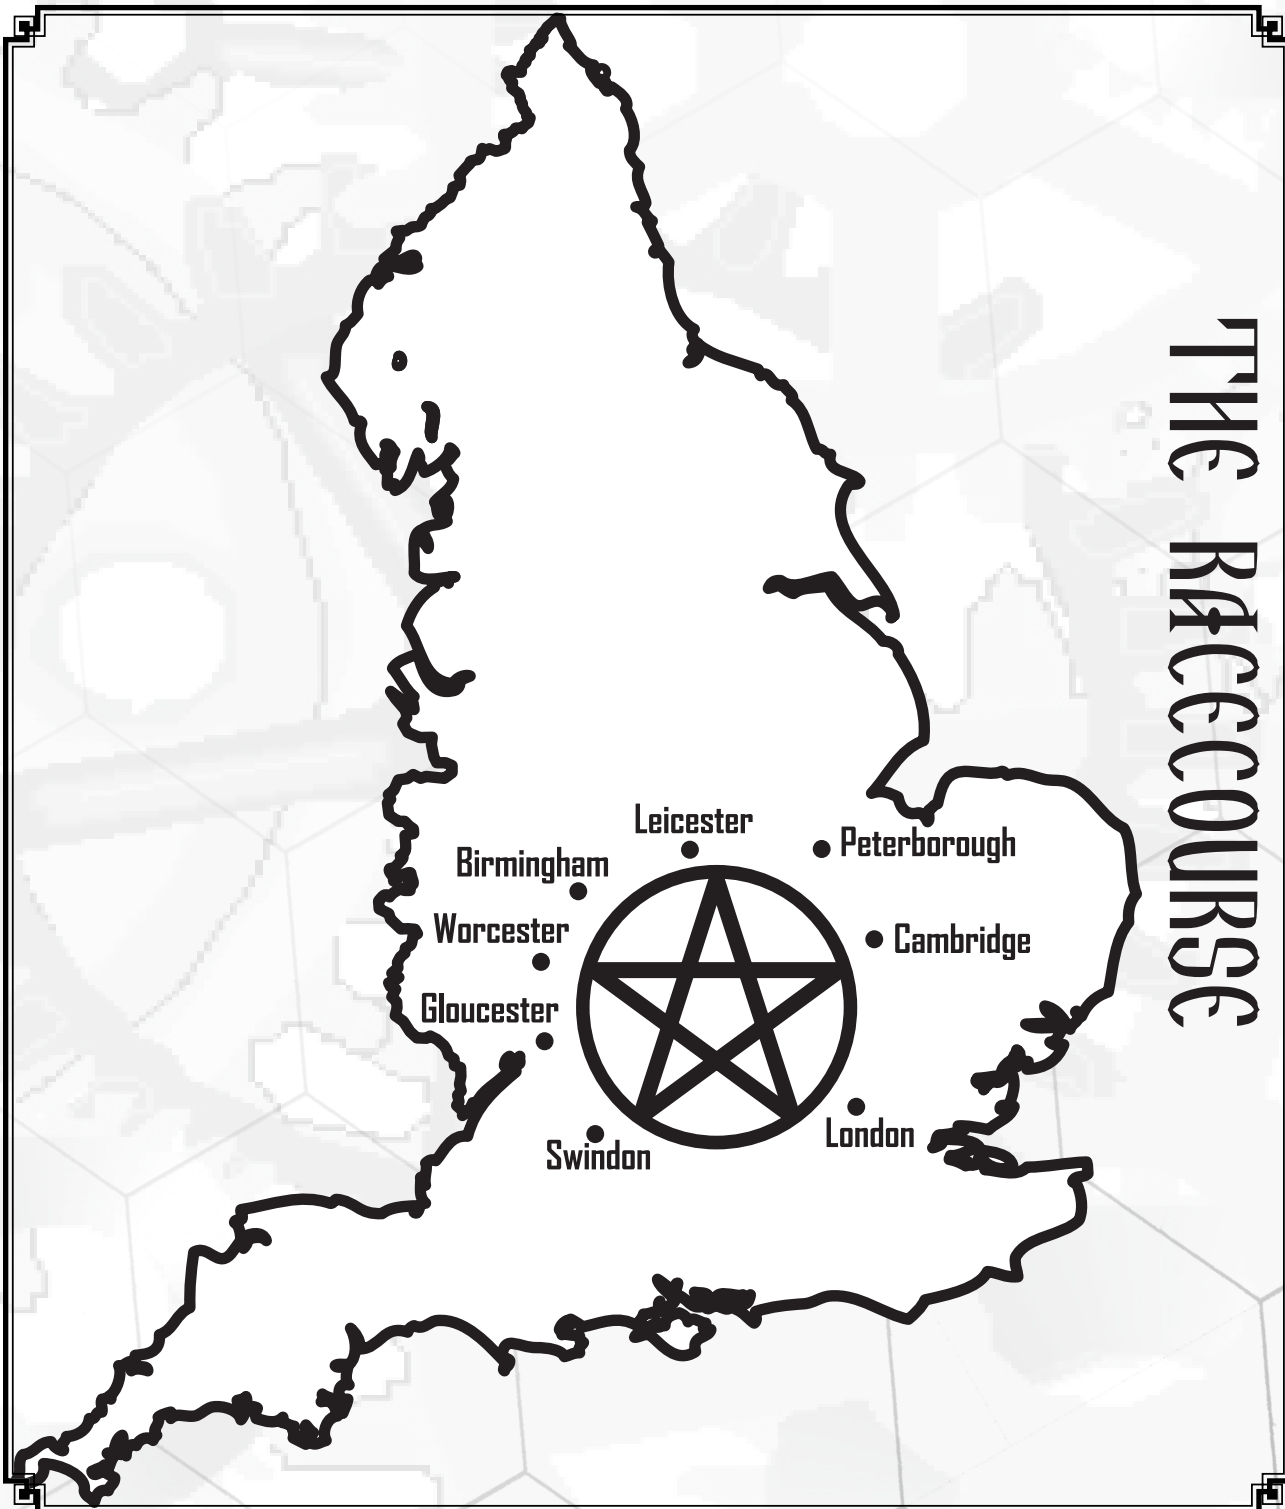 THE RACECOURSE
Leicester
Peterborough
Birmingham
Worcester
Cambridge
Gloucester
London
Swindon